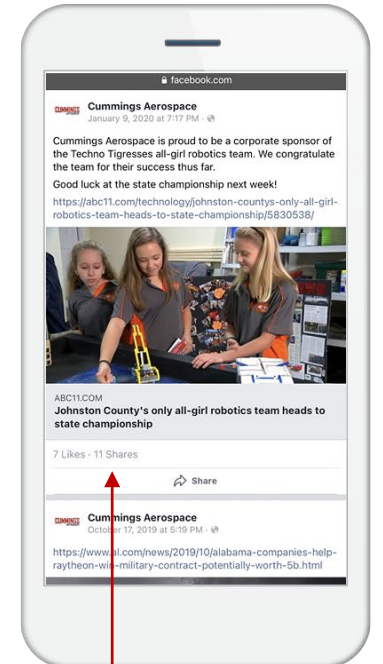 facebook.com
CUMMINGS
Cummings Aerospace
January 9, 2020 at 7:17 PM ·
Cummings Aerospace is proud to be a corporate sponsor of
the Techno Tigresses all-girl robotics team. We congratulate
the team for their success thus far.
Good luck at the state championship next week!
https://abc11.com/technology/johnston-countys-only-all-girl-
robotics-team-heads-to-state-championship/5830538/
ABC11.COM
Johnston County's only all-girl robotics team heads to
state championship
7 Likes · 11 Shares
Share
CUMMINGS
Cummings Aerospace
October 17, 2019 at 5:19 PM ·
https://www.al.com/news/2019/10/alabama-companies-help-
raytheon-win-military-contract-potentially-worth-5b.html